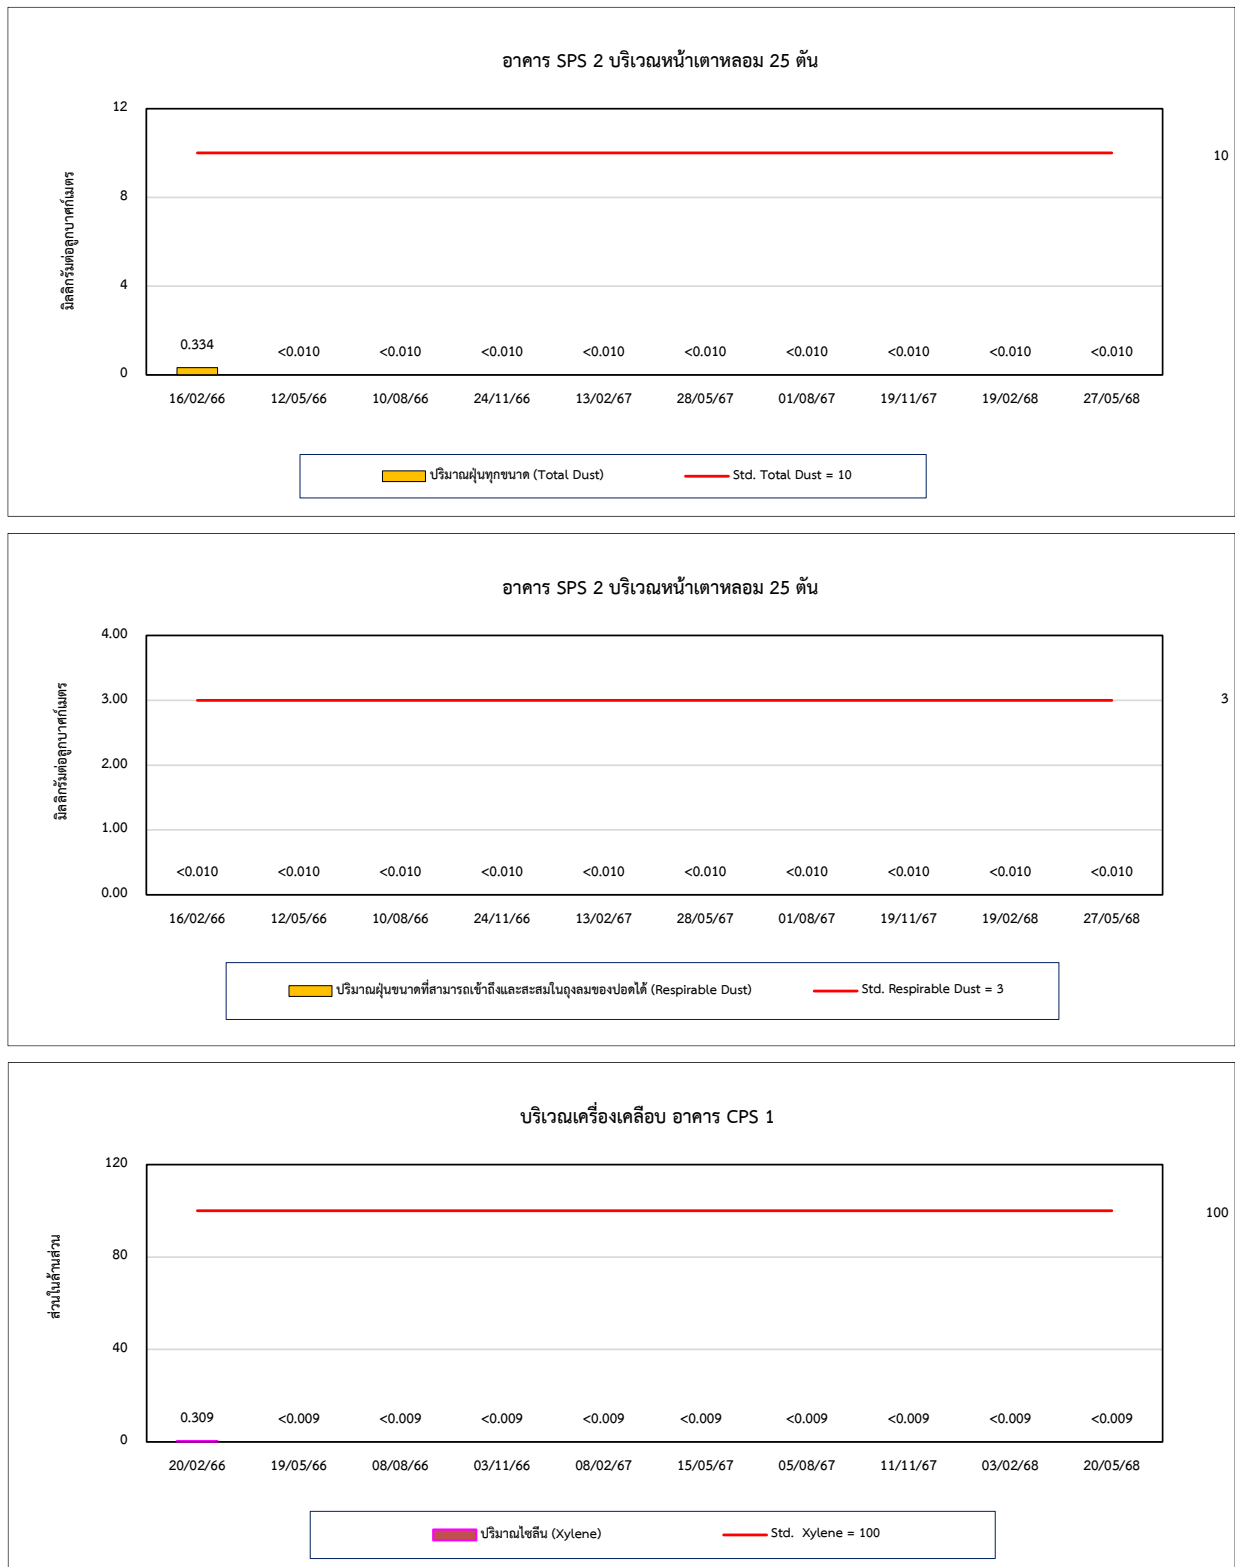 อาคาร SPS 2 บริเวณหน้าเตาหลอม 25 ตัน
มิลลิกรัมต่อลูกบาศก์เมตร
12
10
8
4
0
0.334 <0.010 <0.010 <0.010 <0.010 <0.010 <0.010 <0.010 <0.010 <0.010
16/02/66 12/05/66 10/08/66 24/11/66 13/02/67 28/05/67 01/08/67 19/11/67 19/02/68 27/05/68
ปริมาณฝุ่นทุกขนาด (Total Dust) Std. Total Dust = 10
อาคาร SPS 2 บริเวณหน้าเตาหลอม 25 ตัน
มิลลิกรัมต่อลูกบาศก์เมตร
4.00
3.00 3
2.00
1.00
0.00
<0.010 <0.010 <0.010 <0.010 <0.010 <0.010 <0.010 <0.010 <0.010 <0.010
16/02/66 12/05/66 10/08/66 24/11/66 13/02/67 28/05/67 01/08/67 19/11/67 19/02/68 27/05/68
ปริมาณฝุ่นขนาดที่สามารถเข้าถึงและสะสมในถุงลมของปอดได้ (Respirable Dust) Std. Respirable Dust = 3
บริเวณเครื่องเคลือบ อาคาร CPS 1
ส่วนในล้านส่วน
120
100
80
40
0
0.309 <0.009 <0.009 <0.009 <0.009 <0.009 <0.009 <0.009 <0.009 <0.009
20/02/66 19/05/66 08/08/66 03/11/66 08/02/67 15/05/67 05/08/67 11/11/67 03/02/68 20/05/68
ปริมาณไซลีน (Xylene) Std. Xylene = 100